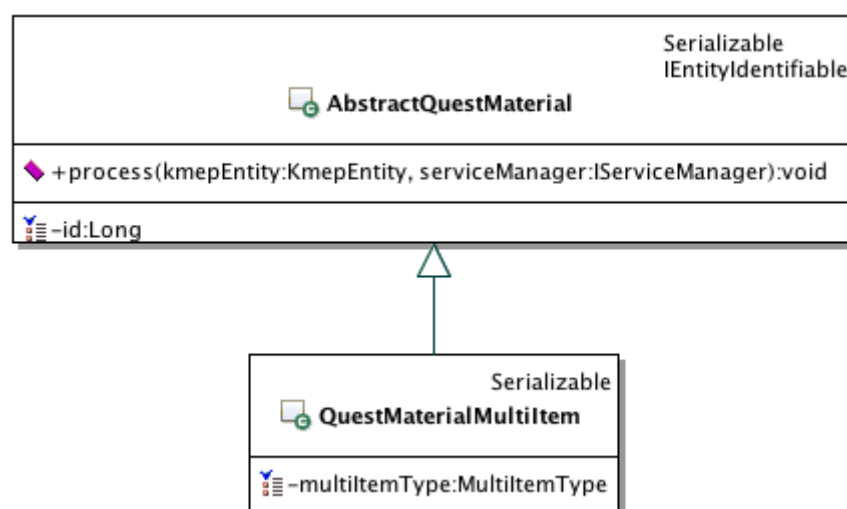 Serializable
IEntityIdentifiable
AbstractQuestMaterial
+process(kmepEntity:KmepEntity, serviceManager:IServiceManager):void
-id:Long
Serializable
QuestMaterialMultiItem
-multiItemType:MultiItemType